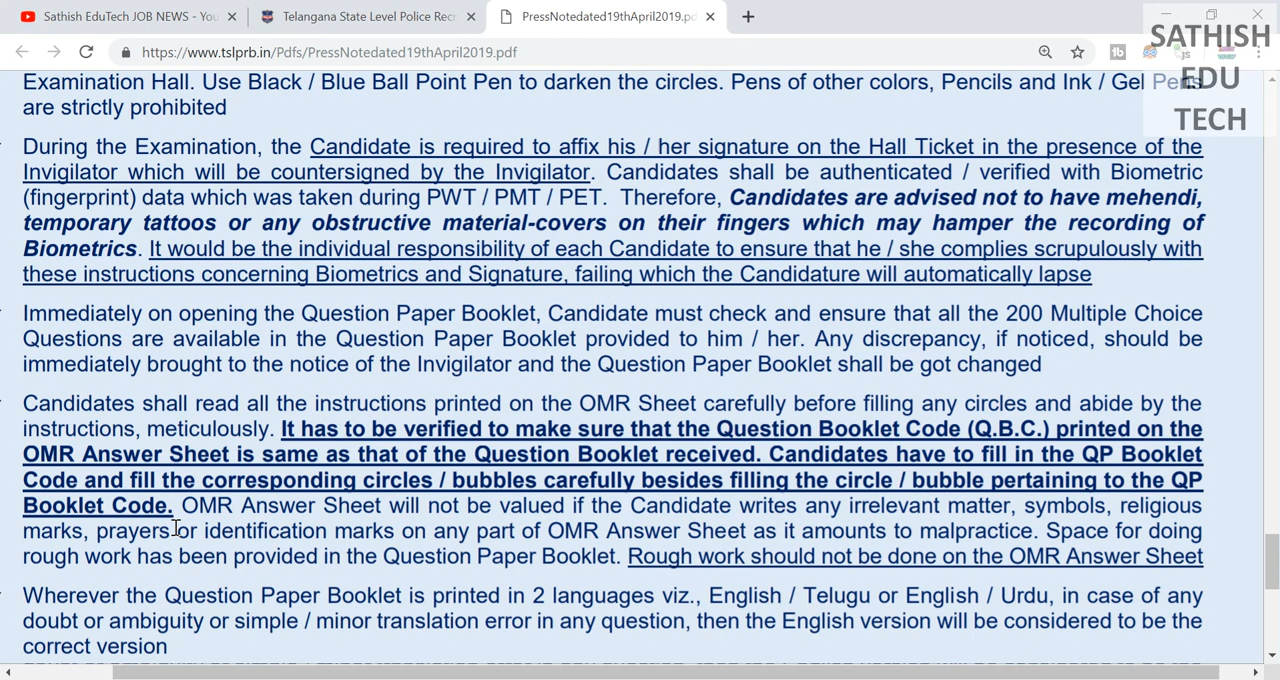 Sathish EduTech JOB NEWS - You
Telangana State Level Police Recr
PressNotedated19thApril2019.pd
https://www.tslprb.in/Pdfs/PressNotedated19thApril2019.pdf
SATHISH
EDU
TECH
Examination Hall. Use Black / Blue Ball Point Pen to darken the circles. Pens of other colors, Pencils and Ink / Gel Pens
are strictly prohibited
During the Examination, the Candidate is required to affix his / her signature on the Hall Ticket in the presence of the
Invigilator which will be countersigned by the Invigilator. Candidates shall be authenticated / verified with Biometric
(fingerprint) data which was taken during PWT / PMT / PET. Therefore, Candidates are advised not to have mehendi,
temporary tattoos or any obstructive material-covers on their fingers which may hamper the recording of
Biometrics. It would be the individual responsibility of each Candidate to ensure that he / she complies scrupulously with
these instructions concerning Biometrics and Signature, failing which the Candidature will automatically lapse
Immediately on opening the Question Paper Booklet, Candidate must check and ensure that all the 200 Multiple Choice
Questions are available in the Question Paper Booklet provided to him / her. Any discrepancy, if noticed, should be
immediately brought to the notice of the Invigilator and the Question Paper Booklet shall be got changed
Candidates shall read all the instructions printed on the OMR Sheet carefully before filling any circles and abide by the
instructions, meticulously. It has to be verified to make sure that the Question Booklet Code (Q.B.C.) printed on the
OMR Answer Sheet is same as that of the Question Booklet received. Candidates have to fill in the QP Booklet
Code and fill the corresponding circles / bubbles carefully besides filling the circle / bubble pertaining to the QP
Booklet Code. OMR Answer Sheet will not be valued if the Candidate writes any irrelevant matter, symbols, religious
marks, prayers or identification marks on any part of OMR Answer Sheet as it amounts to malpractice. Space for doing
rough work has been provided in the Question Paper Booklet. Rough work should not be done on the OMR Answer Sheet
Wherever the Question Paper Booklet is printed in 2 languages viz., English / Telugu or English / Urdu, in case of any
doubt or ambiguity or simple / minor translation error in any question, then the English version will be considered to be the
correct version